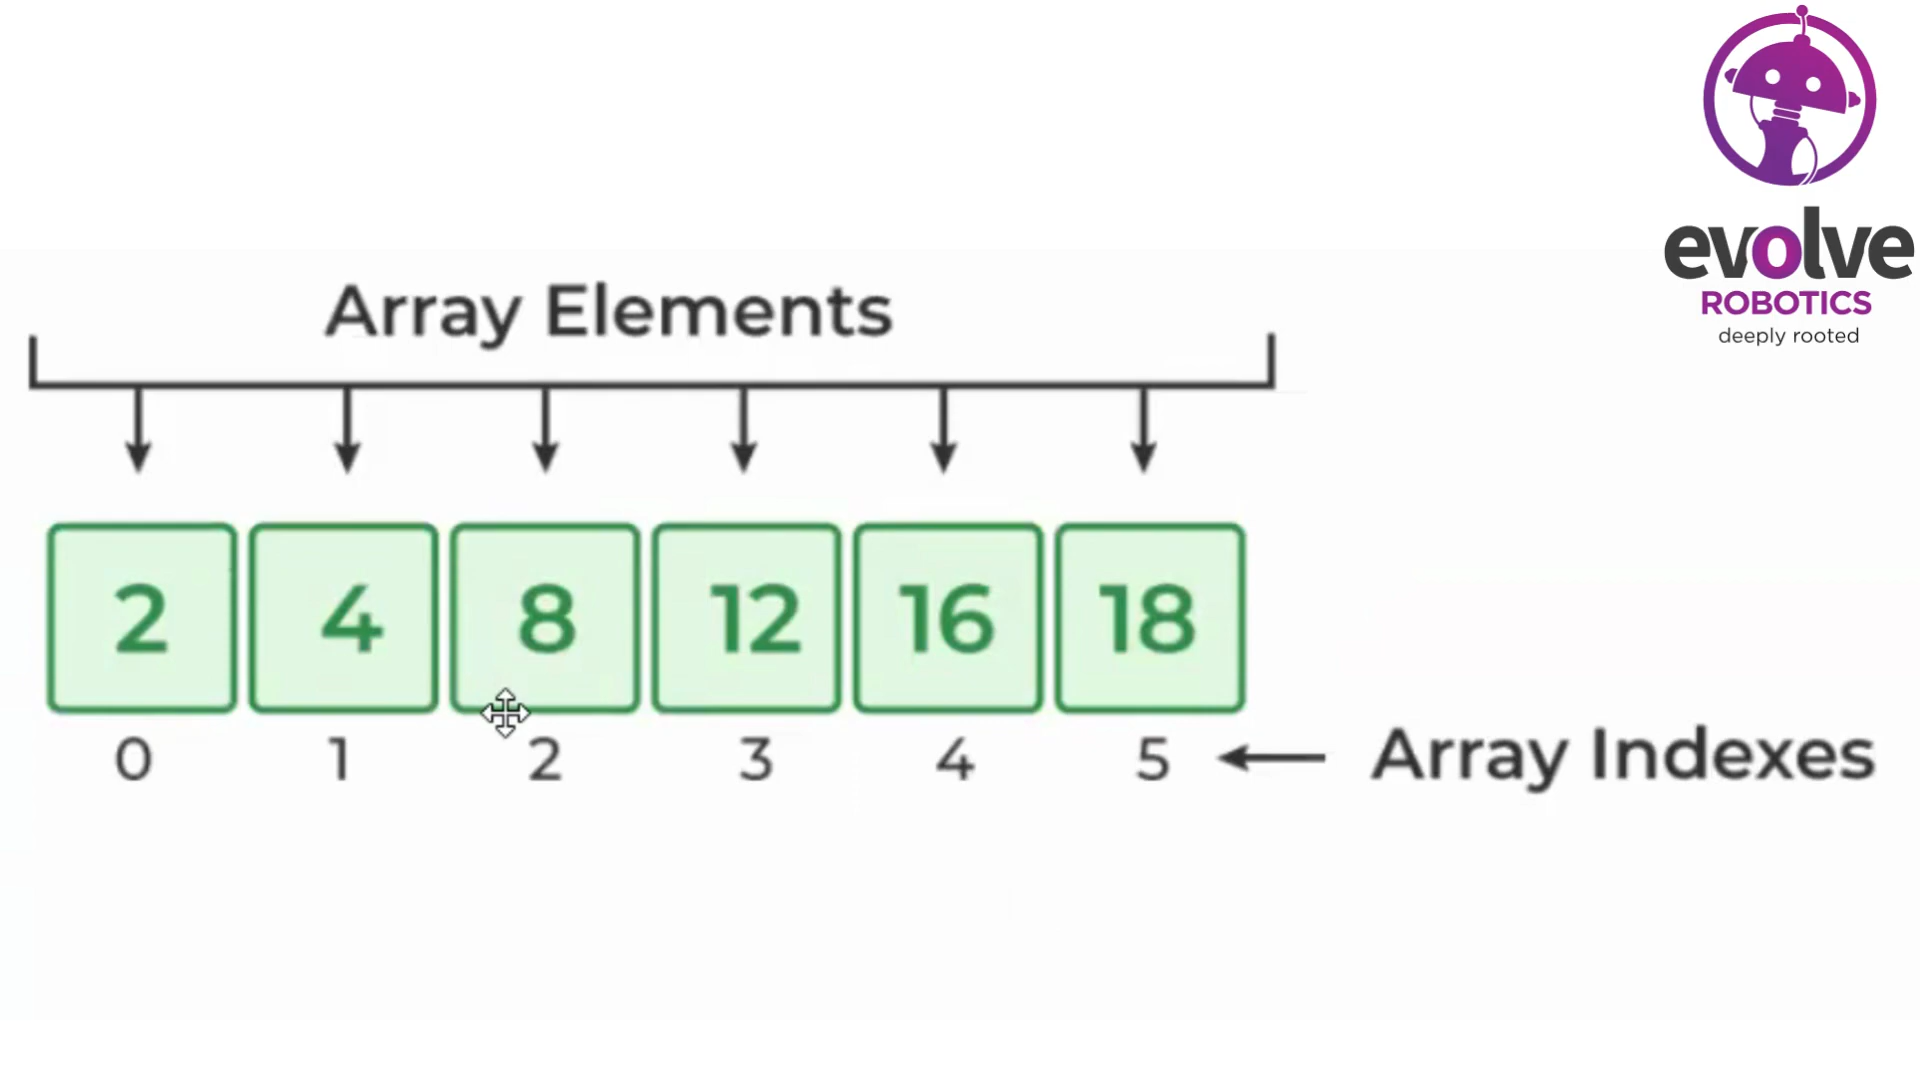 evolve
ROBOTICS
deeply rooted
Array Elements
2 4 8 12 16 18
0 1 2 3 4 5
Array Indexes